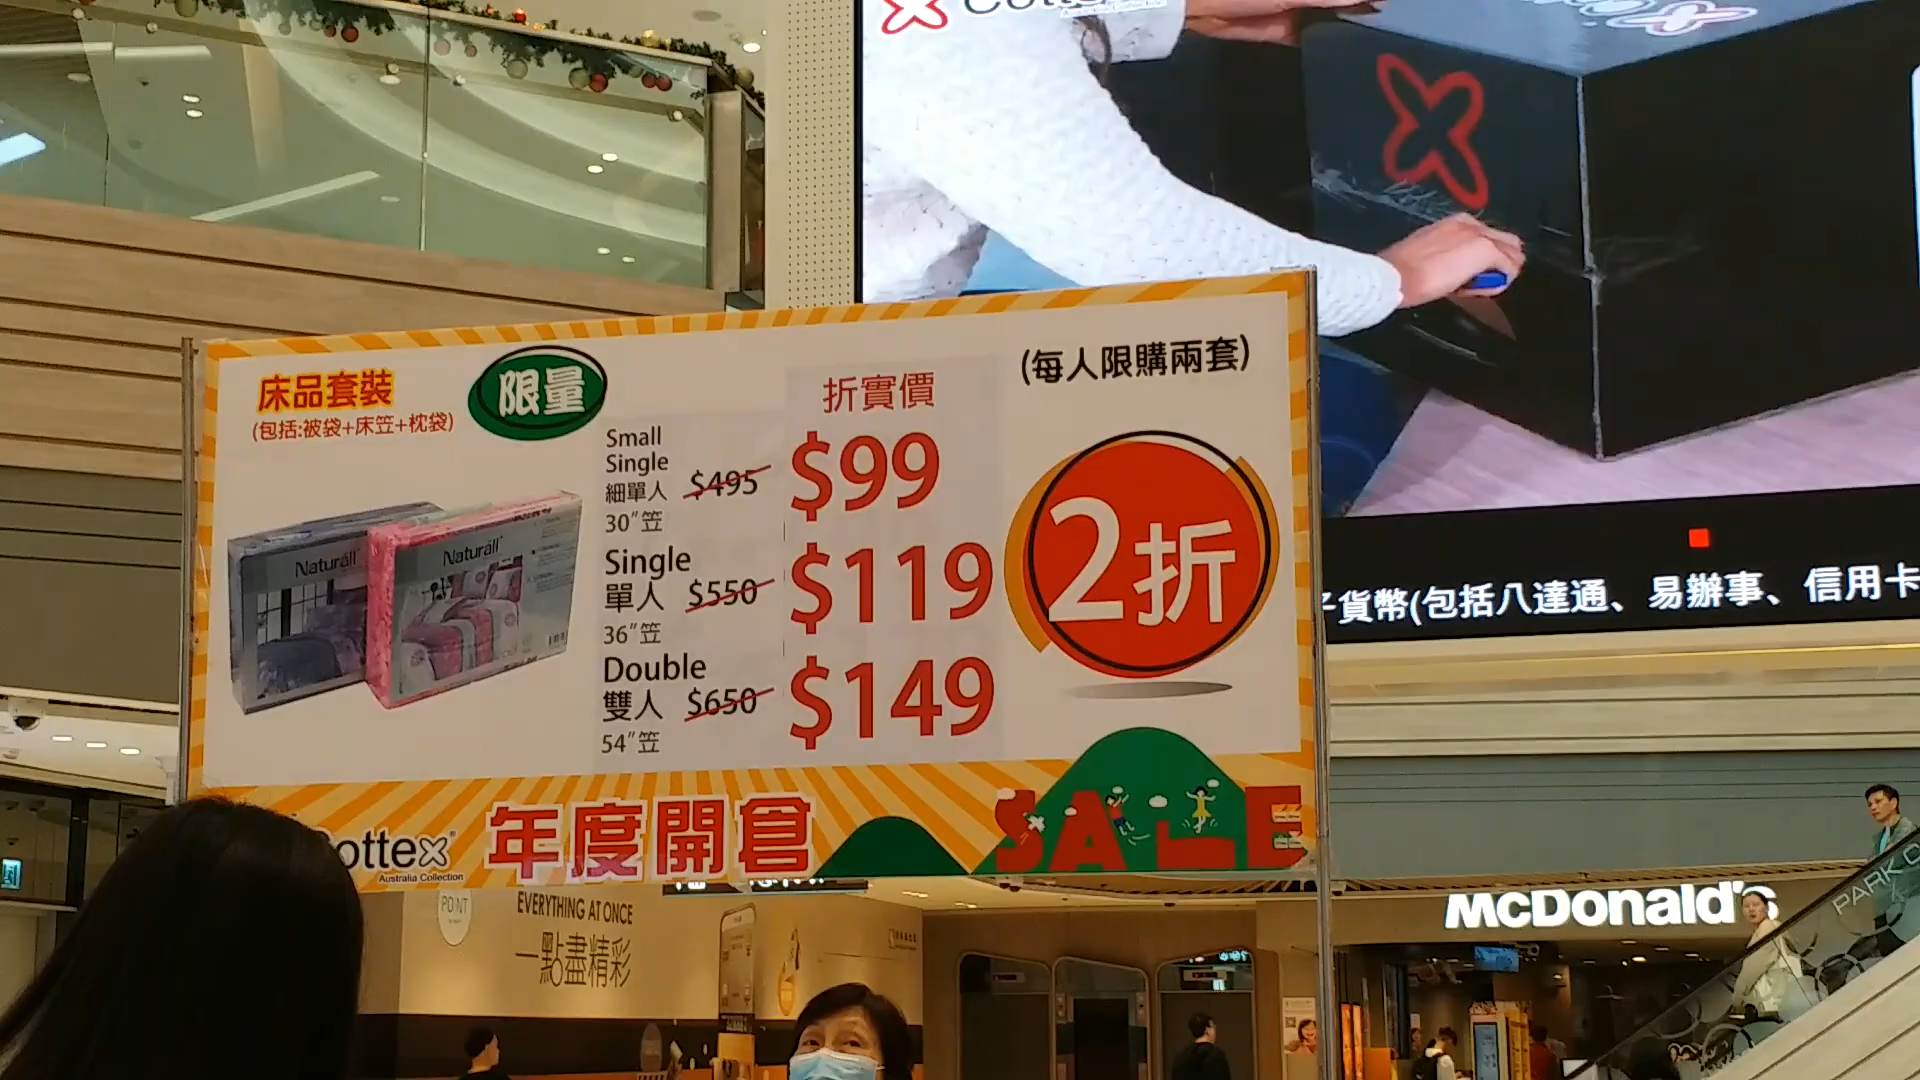 床品套裝
(包括:被袋+床笠+枕袋)
限量
折實價
(每人限購兩套)
Small
Single
細單人 $495 $99
30"笠
Single
單人 $550 $119
36"笠
Double
雙人 $650 $149
54"笠
2折
Naturall
Naturall
ottex
Australia Collection
年度開倉
SALE
貨幣(包括八達通、易辦事、信用卡
McDonald's
POINT
EVERYTHING AT ONCE
一點盡精彩